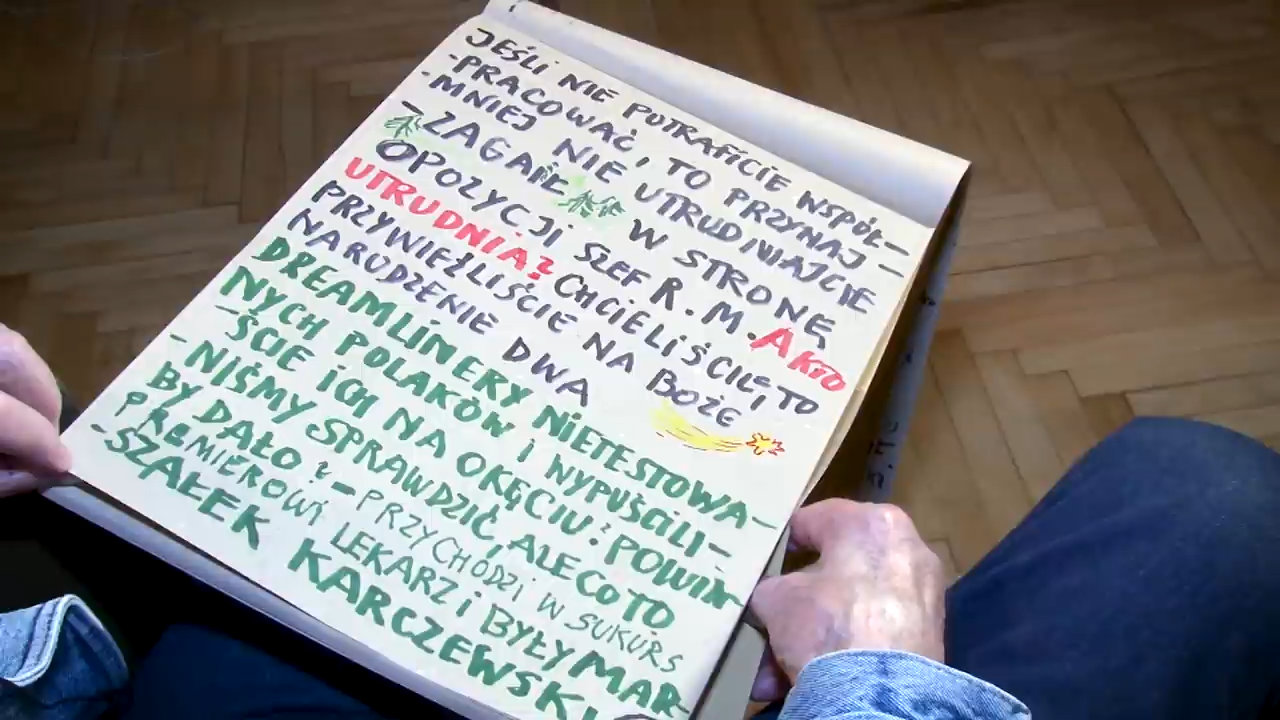 JEŚLI NIE POTRAFICIE WSPÓŁ-
-PRACOWAĆ, TO PRZYNAJ-
-MNIEJ NIE UTRUDNIAJCIE
-ZAGAIŁ W STRONĘ
OPOZYCJI SZEF R. M. A KTO
UTRUDNIA? CHCIELIŚCIE, TO
PRZYWIEŹLIŚCIE NA BOŻE
NARODZENIE DWA
DREAMLINERY NIETESTOWA-
NYCH POLAKÓW I WYPUŚCILI-
-ŚCIE ICH NA OKĘCIU? POWIN-
-NIŚMY SPRAWDZIĆ, ALE CO TO
BY DAŁO? - PRZYCHODZI W SUKURS
PREMIEROWI LEKARZ I BYŁY MAR-
-SZAŁEK KARCZEWSKI